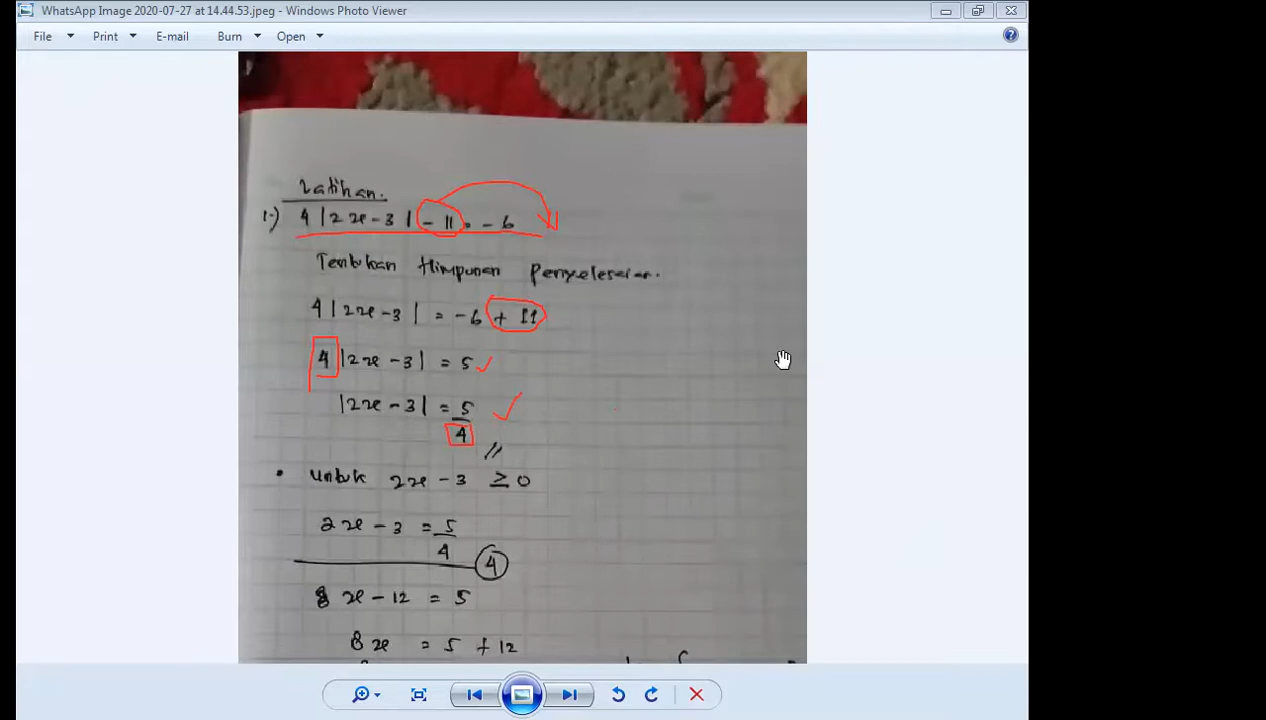 WhatsApp Image 2020-07-27 at 14.44.53.jpeg - Windows Photo Viewer
File Print E-mail Burn Open
Latihan.
1.) 4 |2x - 3| - 11 = - 6
Tentukan Himpunan Penyelesaian.
4 |2x - 3| = - 6 + 11
4 |2x - 3| = 5
|2x - 3| = 5/4
• Untuk 2x - 3 ≥ 0
2x - 3 = 5/4
4
8x - 12 = 5
8x = 5 + 12